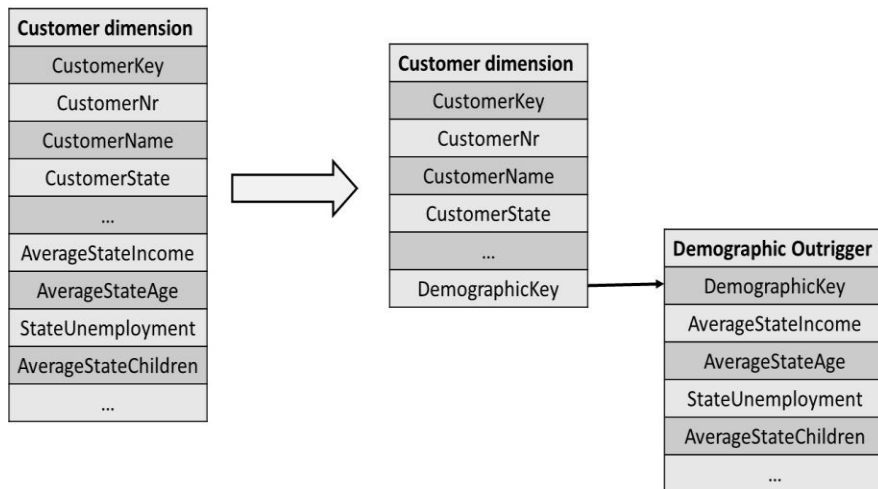 Customer dimension
CustomerKey
CustomerNr
CustomerName
CustomerState
...
AverageStateIncome
AverageStateAge
StateUnemployment
AverageStateChildren
...
Customer dimension
CustomerKey
CustomerNr
CustomerName
CustomerState
...
DemographicKey
Demographic Outrigger
DemographicKey
AverageStateIncome
AverageStateAge
StateUnemployment
AverageStateChildren
...